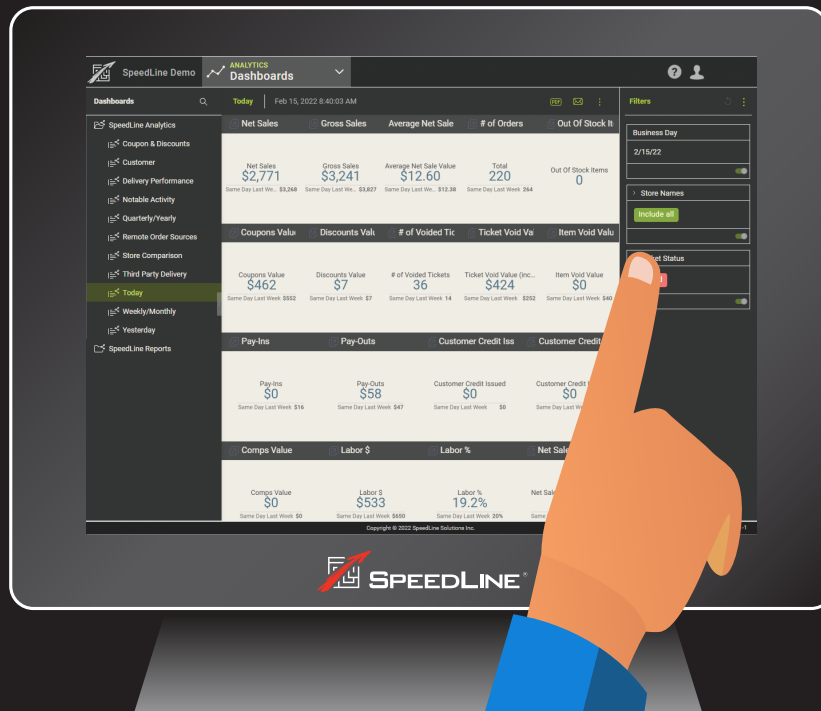 SpeedLine Demo
ANALYTICS
Dashboards
?
Dashboards
Today
Feb 15, 2022 8:40:03 AM
PDF
Filters
SpeedLine Analytics
Coupon & Discounts
Customer
Delivery Performance
Notable Activity
Quarterly/Yearly
Remote Order Sources
Store Comparison
Third Party Delivery
Today
Weekly/Monthly
Yesterday
SpeedLine Reports
Net Sales Gross Sales Average Net Sale # of Orders Out Of Stock It
Net Sales Gross Sales Average Net Sale Value Total Out Of Stock Items
$2,771 $3,241 $12.60 220 0
Same Day Last We... $3,268 Same Day Last We... $3,827 Same Day Last We... $12.38 Same Day Last Week 264
Coupons Valu Discounts Val # of Voided Tic Ticket Void Va Item Void Valu
Coupons Value Discounts Value # of Voided Tickets Ticket Void Value (inc... Item Void Value
$462 $7 36 $424 $0
Same Day Last Week $552 Same Day Last Week $7 Same Day Last Week 14 Same Day Last Week $252 Same Day Last Week $40
Pay-Ins Pay-Outs Customer Credit Iss Customer Credit
Pay-Ins Pay-Outs Customer Credit Issued Customer Credit
$0 $58 $0 $0
Same Day Last Week $16 Same Day Last Week $47 Same Day Last Week $0 Same Day Last
Comps Value Labor $ Labor % Net Sale
Comps Value Labor $ Labor % Net Sal
$0 $533 19.2%
Same Day Last Week $0 Same Day Last Week $650 Same Day Last Week 20% Same
Business Day
2/15/22
Store Names
Include all
et Status
Copyright © 2022 SpeedLine Solutions Inc.
SPEEDLINE®